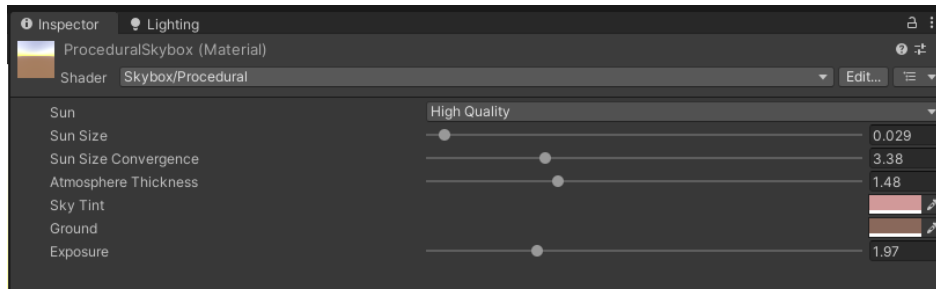 Inspector Lighting
ProceduralSkybox (Material)
Shader Skybox/Procedural Edit...
Sun High Quality
Sun Size 0.029
Sun Size Convergence 3.38
Atmosphere Thickness 1.48
Sky Tint
Ground
Exposure 1.97